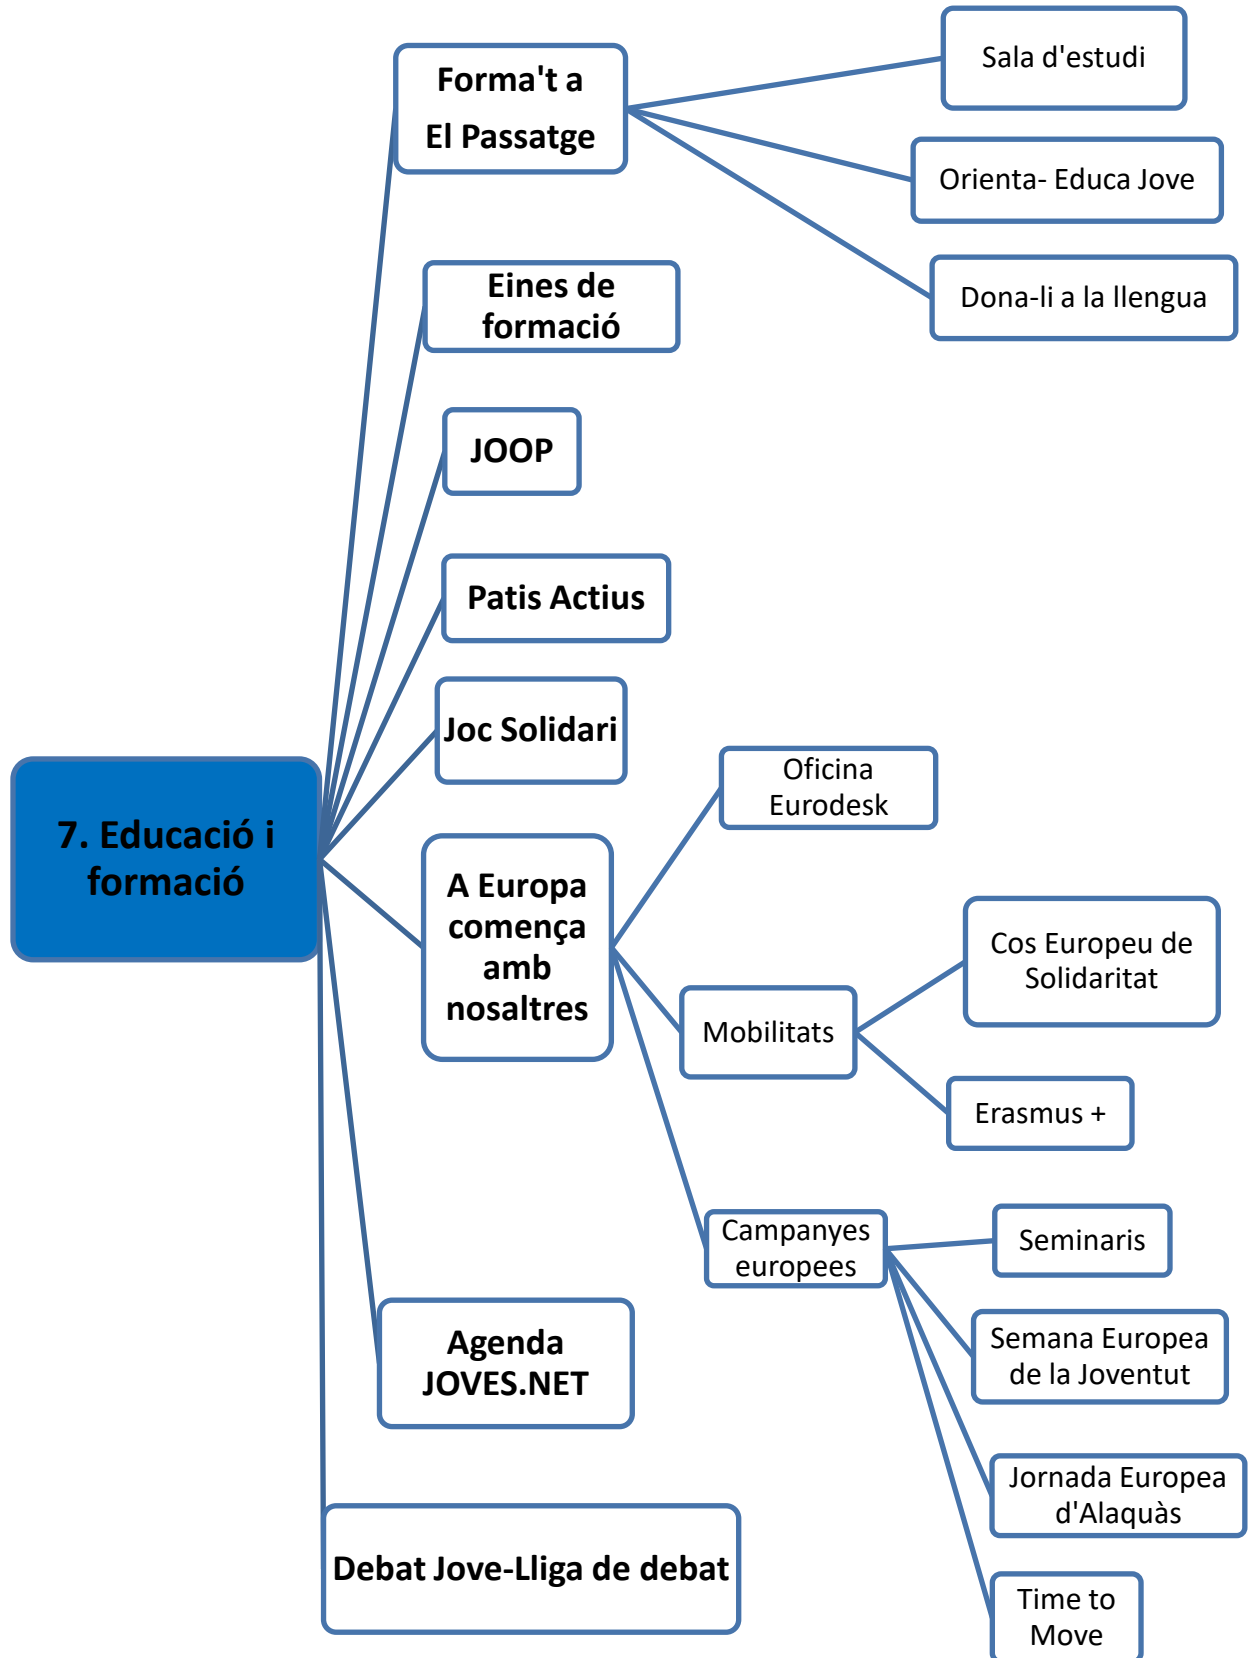 7. Educació i
formació
Forma't a
El Passatge
Sala d'estudi
Orienta- Educa Jove
Dona-li a la llengua
Eines de
formació
JOOP
Patis Actius
Joc Solidari
A Europa
comença
amb
nosaltres
Oficina
Eurodesk
Mobilitats
Cos Europeu de
Solidaritat
Erasmus +
Campanyes
europees
Seminaris
Semana Europea
de la Joventut
Jornada Europea
d'Alaquàs
Time to
Move
Agenda
JOVES.NET
Debat Jove-Lliga de debat